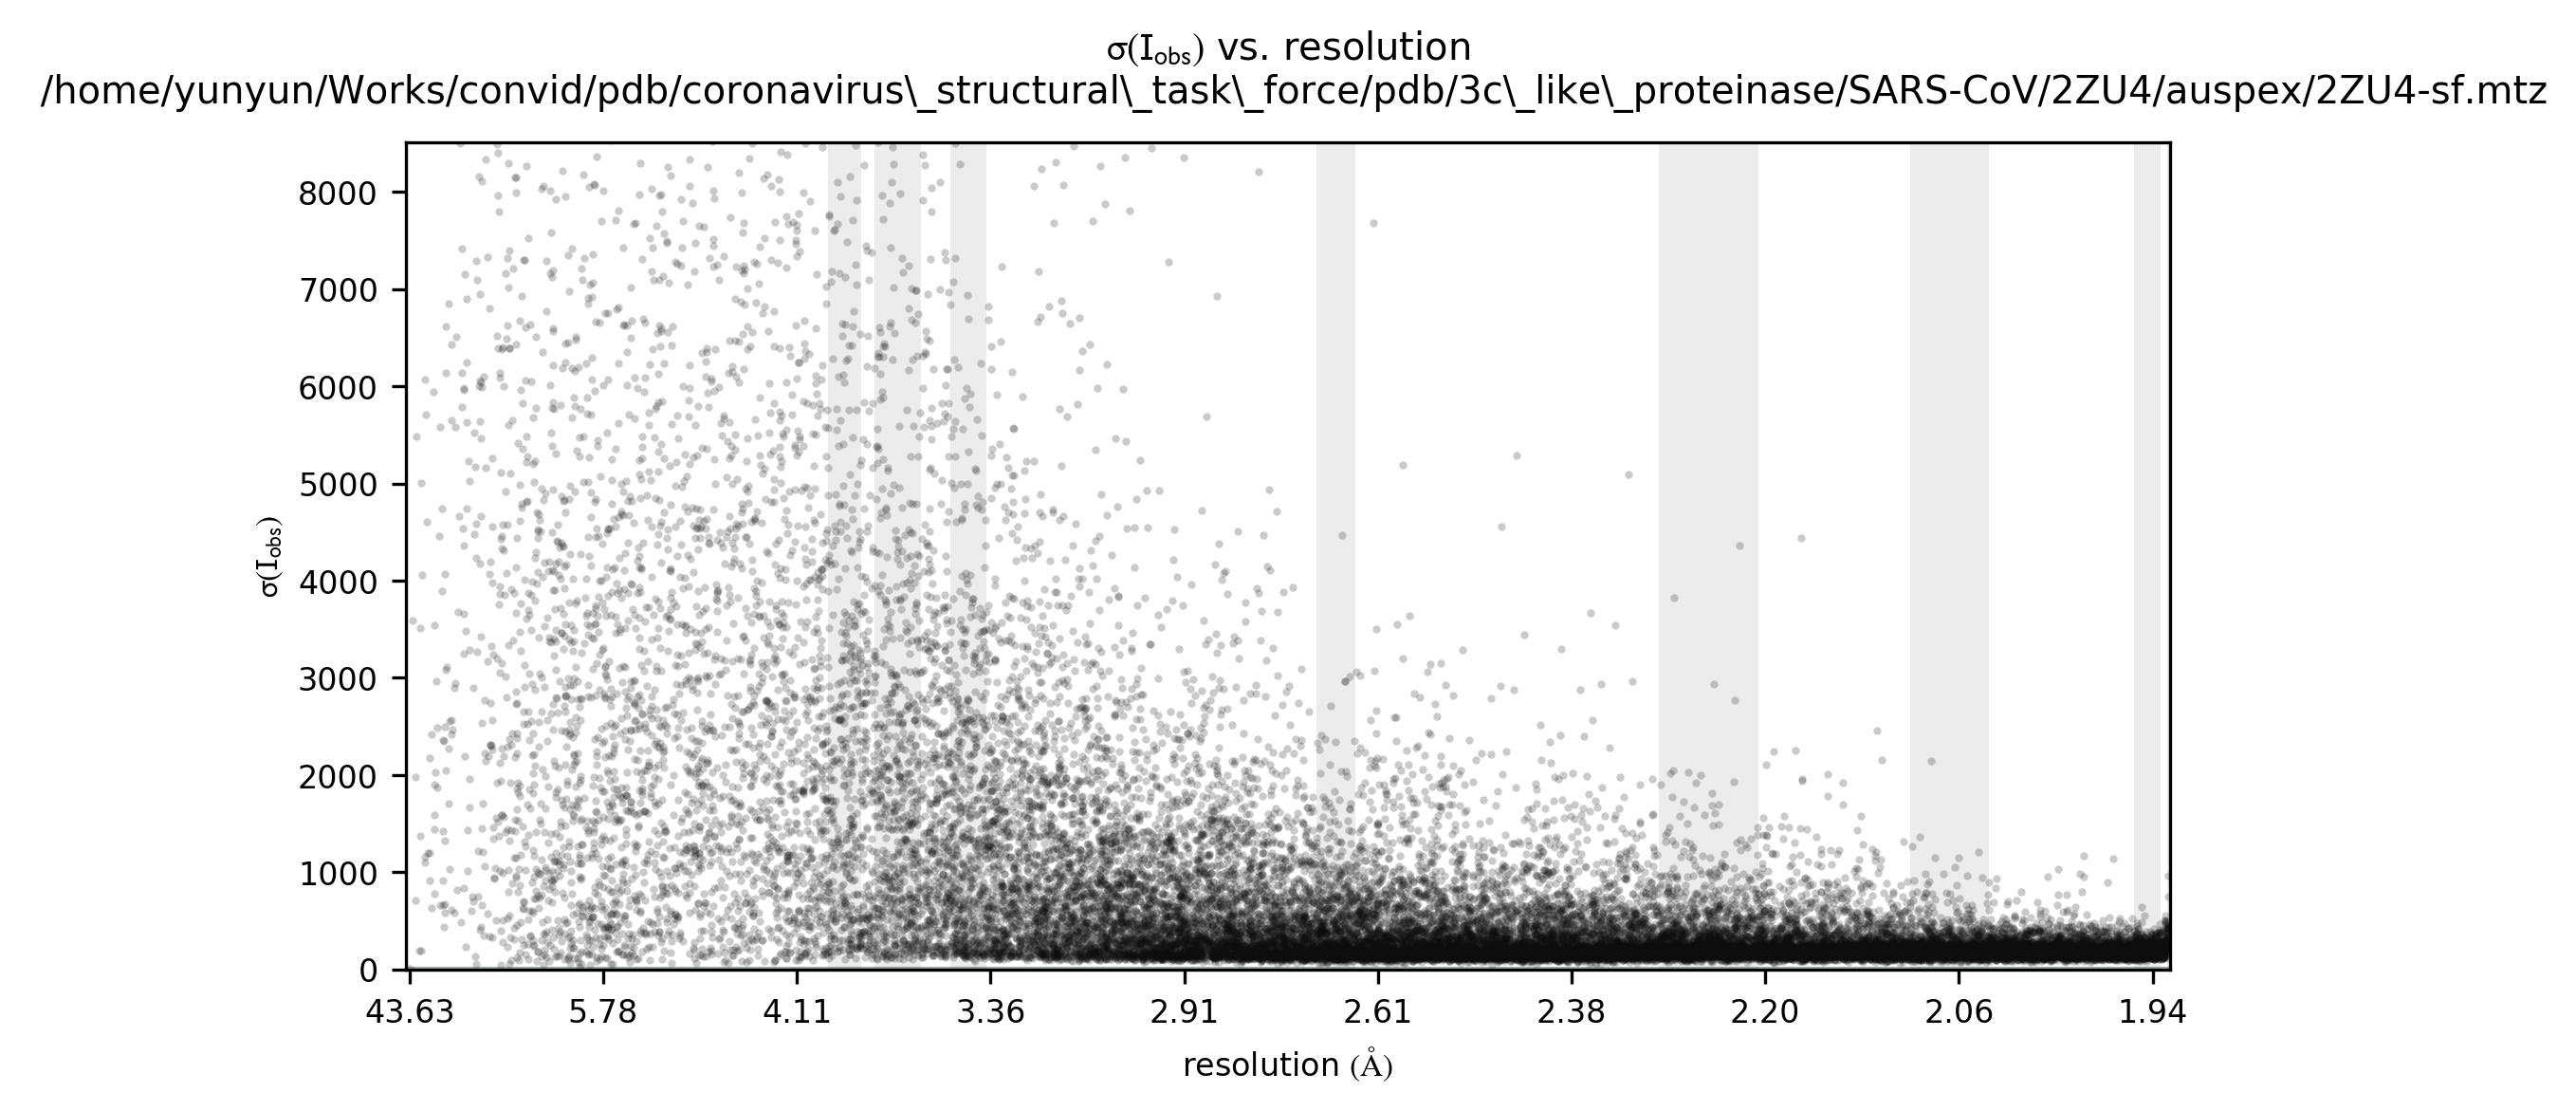 σ(I_obs) vs. resolution
/home/yunyun/Works/convid/pdb/coronavirus\_structural\_task\_force/pdb/3c\_like\_proteinase/SARS-CoV/2ZU4/auspex/2ZU4-sf.mtz
8000
7000
6000
5000
σ(I_obs)
4000
3000
2000
1000
0
43.63 5.78 4.11 3.36 2.91 2.61 2.38 2.20 2.06 1.94
resolution (Å)